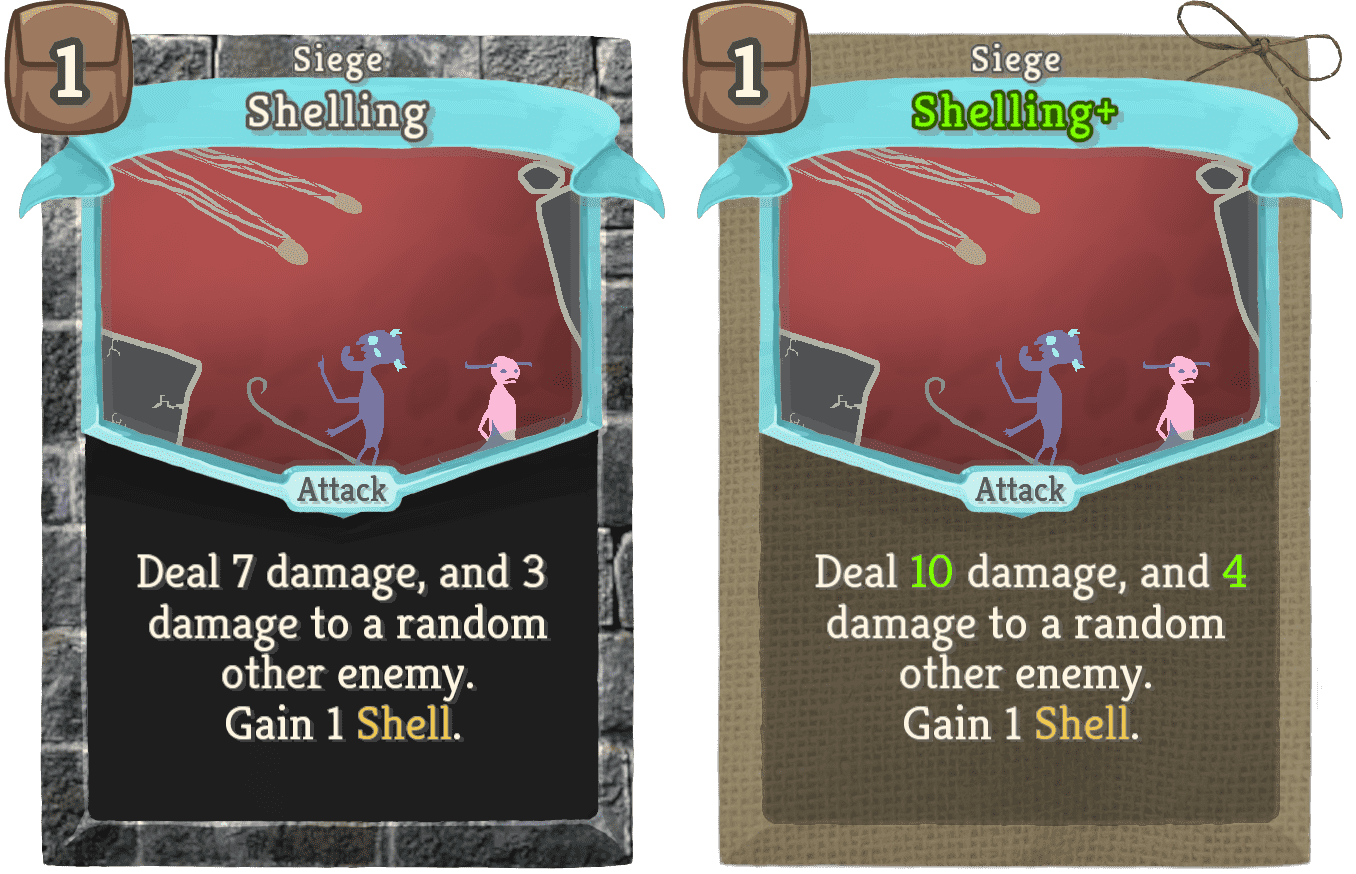 1
Siege
Shelling
Attack
Deal 7 damage, and 3
damage to a random
other enemy.
Gain 1 Shell.
1
Siege
Shelling+
Attack
Deal 10 damage, and 4
damage to a random
other enemy.
Gain 1 Shell.